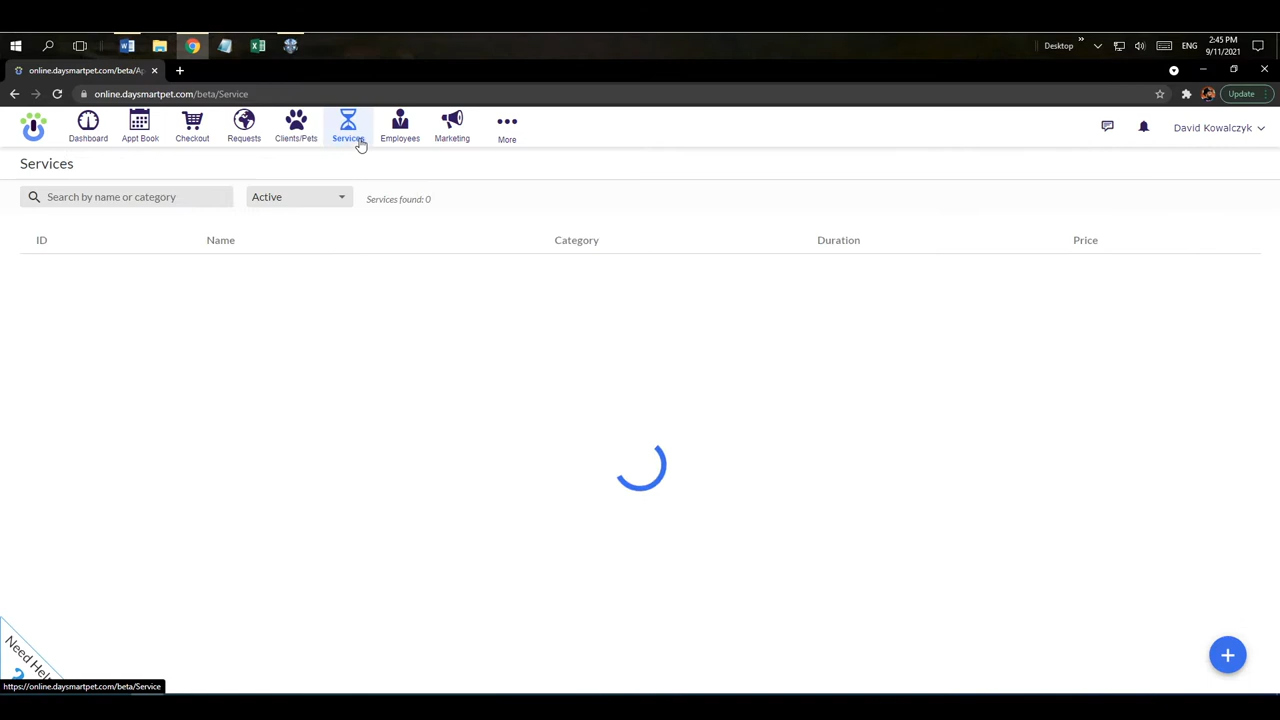 Desktop
ENG
2:45 PM
9/11/2021
online.daysmartpet.com/beta/Ap
online.daysmartpet.com/beta/Service
Update
Dashboard
Appt Book
Checkout
Requests
Clients/Pets
Services
Employees
Marketing
More
David Kowalczyk
Services
Search by name or category
Active
Services found: 0
ID
Name
Category
Duration
Price
Need Help
https://online.daysmartpet.com/beta/Service